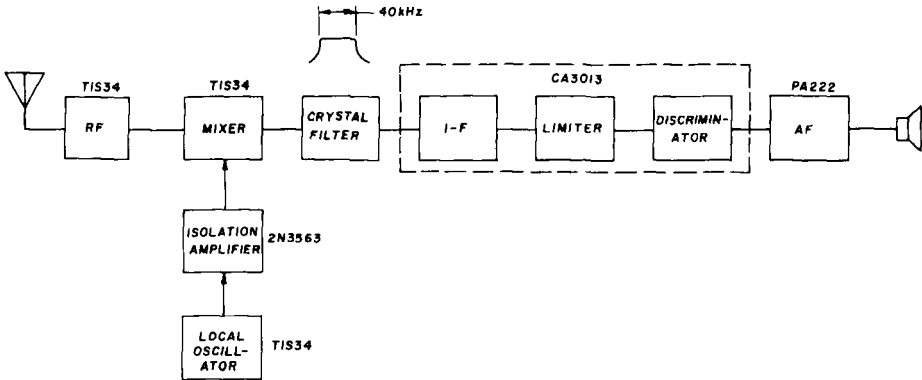 40kHz
CA3013
TIS34
TIS34
PA222
RF
MIXER
CRYSTAL
FILTER
I-F
LIMITER
DISCRIMIN-
ATOR
AF
ISOLATION
AMPLIFIER
2N3563
LOCAL
OSCILL-
ATOR
TIS34